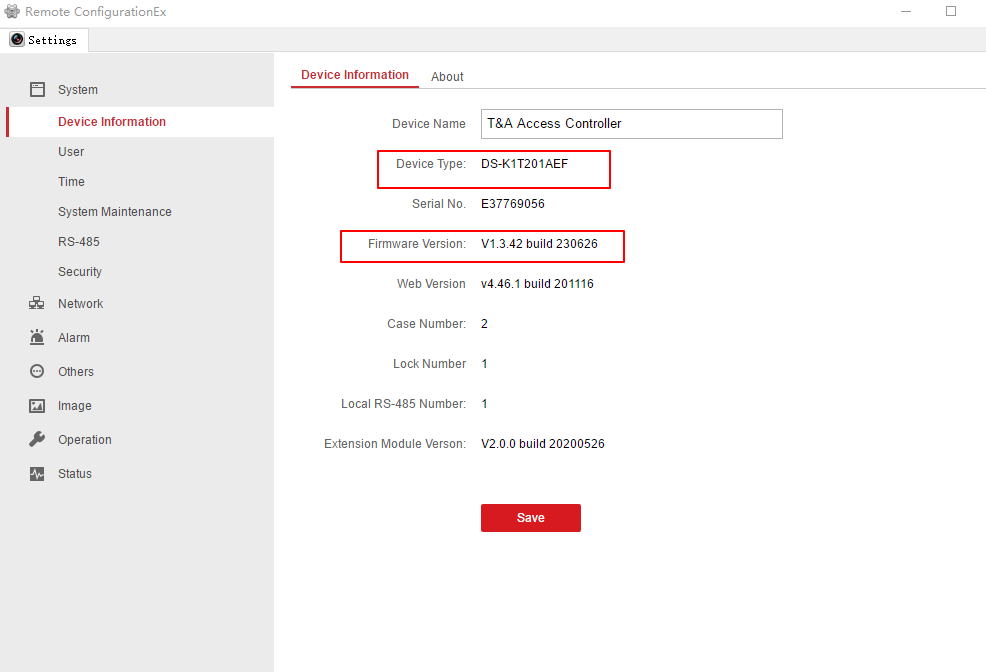 Remote ConfigurationEx
Settings
System
Device Information
User
Time
System Maintenance
RS-485
Security
Network
Alarm
Others
Image
Operation
Status
Device Information About
Device Name T&A Access Controller
Device Type: DS-K1T201AEF
Serial No. E37769056
Firmware Version: V1.3.42 build 230626
Web Version v4.46.1 build 201116
Case Number: 2
Lock Number 1
Local RS-485 Number: 1
Extension Module Verson: V2.0.0 build 20200526
Save